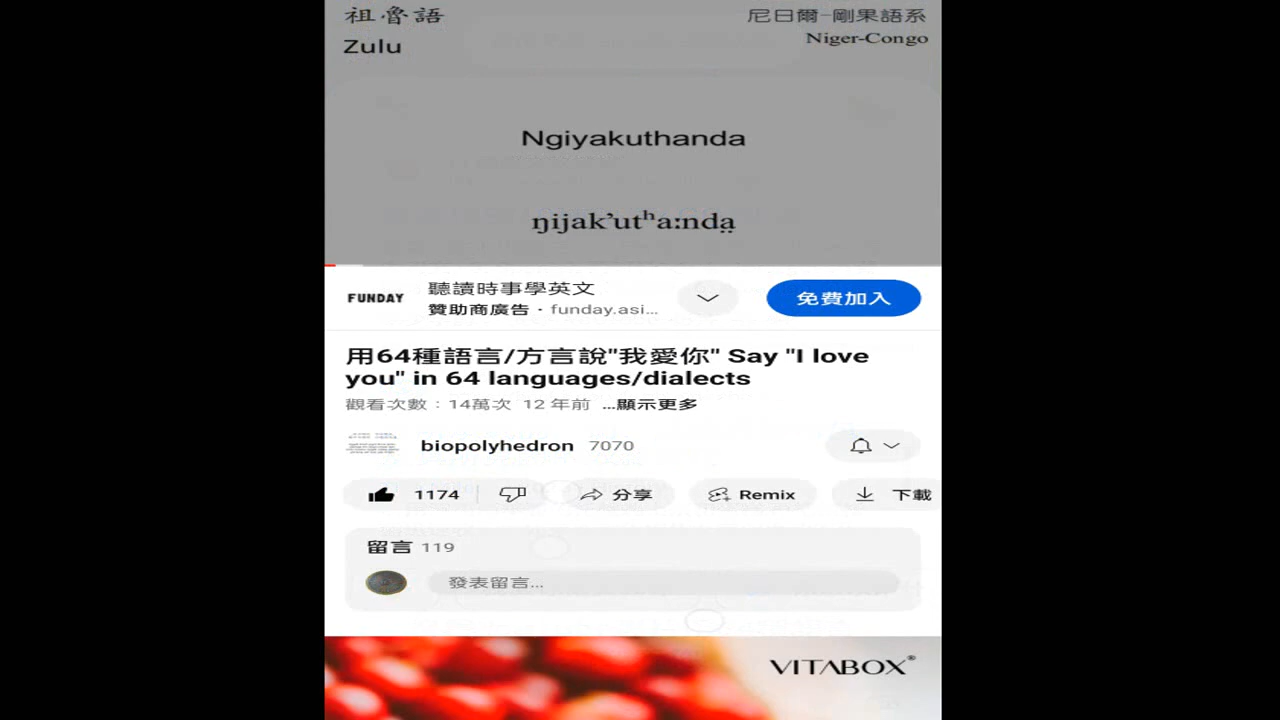 祖魯語
尼日爾-剛果語系
Zulu
Niger-Congo
Ngiyakuthanda
ŋijak’utʰa:nda̤
FUNDAY
聽讀時事學英文
贊助商廣告・funday.asi...
免費加入
用64種語言/方言說"我愛你" Say "I love
you" in 64 languages/dialects
觀看次數：14萬次 12 年前 ...顯示更多
biopolyhedron 7070
1174
分享
Remix
下載
留言 119
發表留言...
VITABOX®